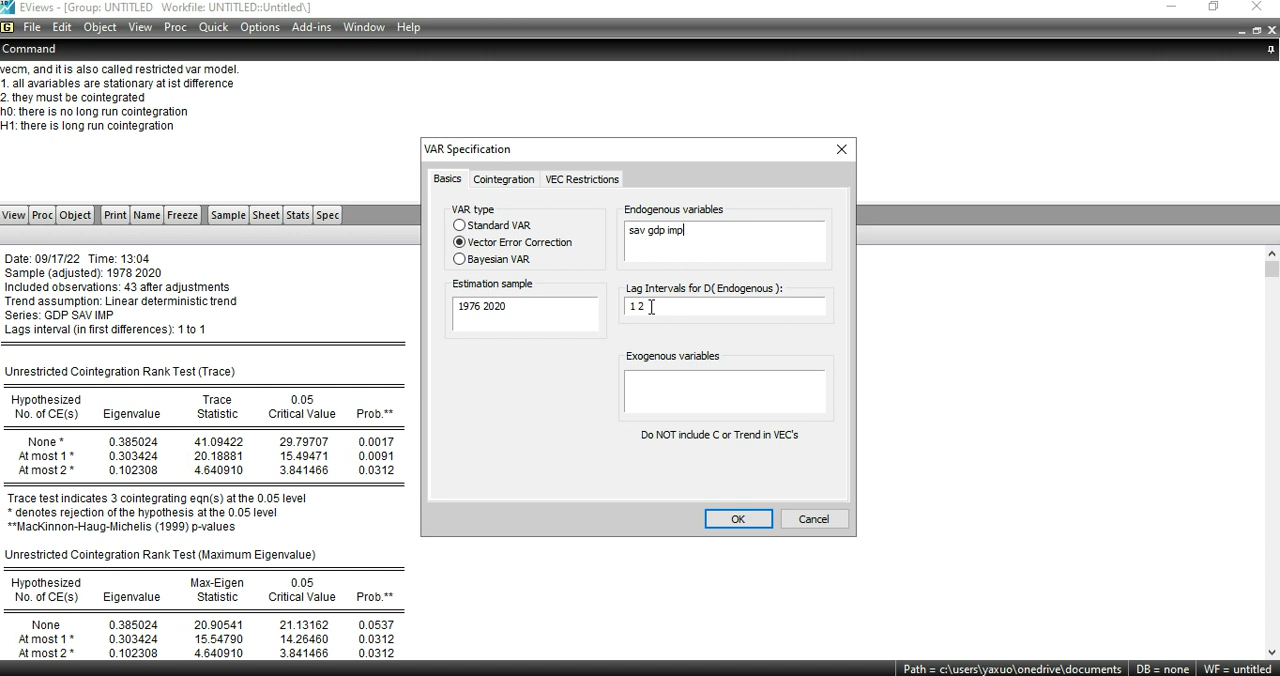 EViews - [Group: UNTITLED Workfile: UNTITLED::Untitled\]
File Edit Object View Proc Quick Options Add-ins Window Help
Command
vecm, and it is also called restricted var model.
1. all avariables are stationary at ist difference
2. they must be cointegrated
h0: there is no long run cointegration
H1: there is long run cointegration
View Proc Object Print Name Freeze Sample Sheet Stats Spec
Date: 09/17/22 Time: 13:04
Sample (adjusted): 1978 2020
Included observations: 43 after adjustments
Trend assumption: Linear deterministic trend
Series: GDP SAV IMP
Lags interval (in first differences): 1 to 1
Unrestricted Cointegration Rank Test (Trace)
Hypothesized Trace 0.05
No. of CE(s) Eigenvalue Statistic Critical Value Prob.**
None * 0.385024 41.09422 29.79707 0.0017
At most 1 * 0.303424 20.18881 15.49471 0.0091
At most 2 * 0.102308 4.640910 3.841466 0.0312
Trace test indicates 3 cointegrating eqn(s) at the 0.05 level
* denotes rejection of the hypothesis at the 0.05 level
**MacKinnon-Haug-Michelis (1999) p-values
Unrestricted Cointegration Rank Test (Maximum Eigenvalue)
Hypothesized Max-Eigen 0.05
No. of CE(s) Eigenvalue Statistic Critical Value Prob.**
None 0.385024 20.90541 21.13162 0.0537
At most 1 * 0.303424 15.54790 14.26460 0.0312
At most 2 * 0.102308 4.640910 3.841466 0.0312
VAR Specification
Basics Cointegration VEC Restrictions
VAR type
Standard VAR
Vector Error Correction
Bayesian VAR
Estimation sample
1976 2020
Endogenous variables
sav gdp imp
Lag Intervals for D(Endogenous ):
1 2
Exogenous variables
Do NOT include C or Trend in VEC's
OK Cancel
Path = c:\users\yaxuo\onedrive\documents DB = none WF = untitled